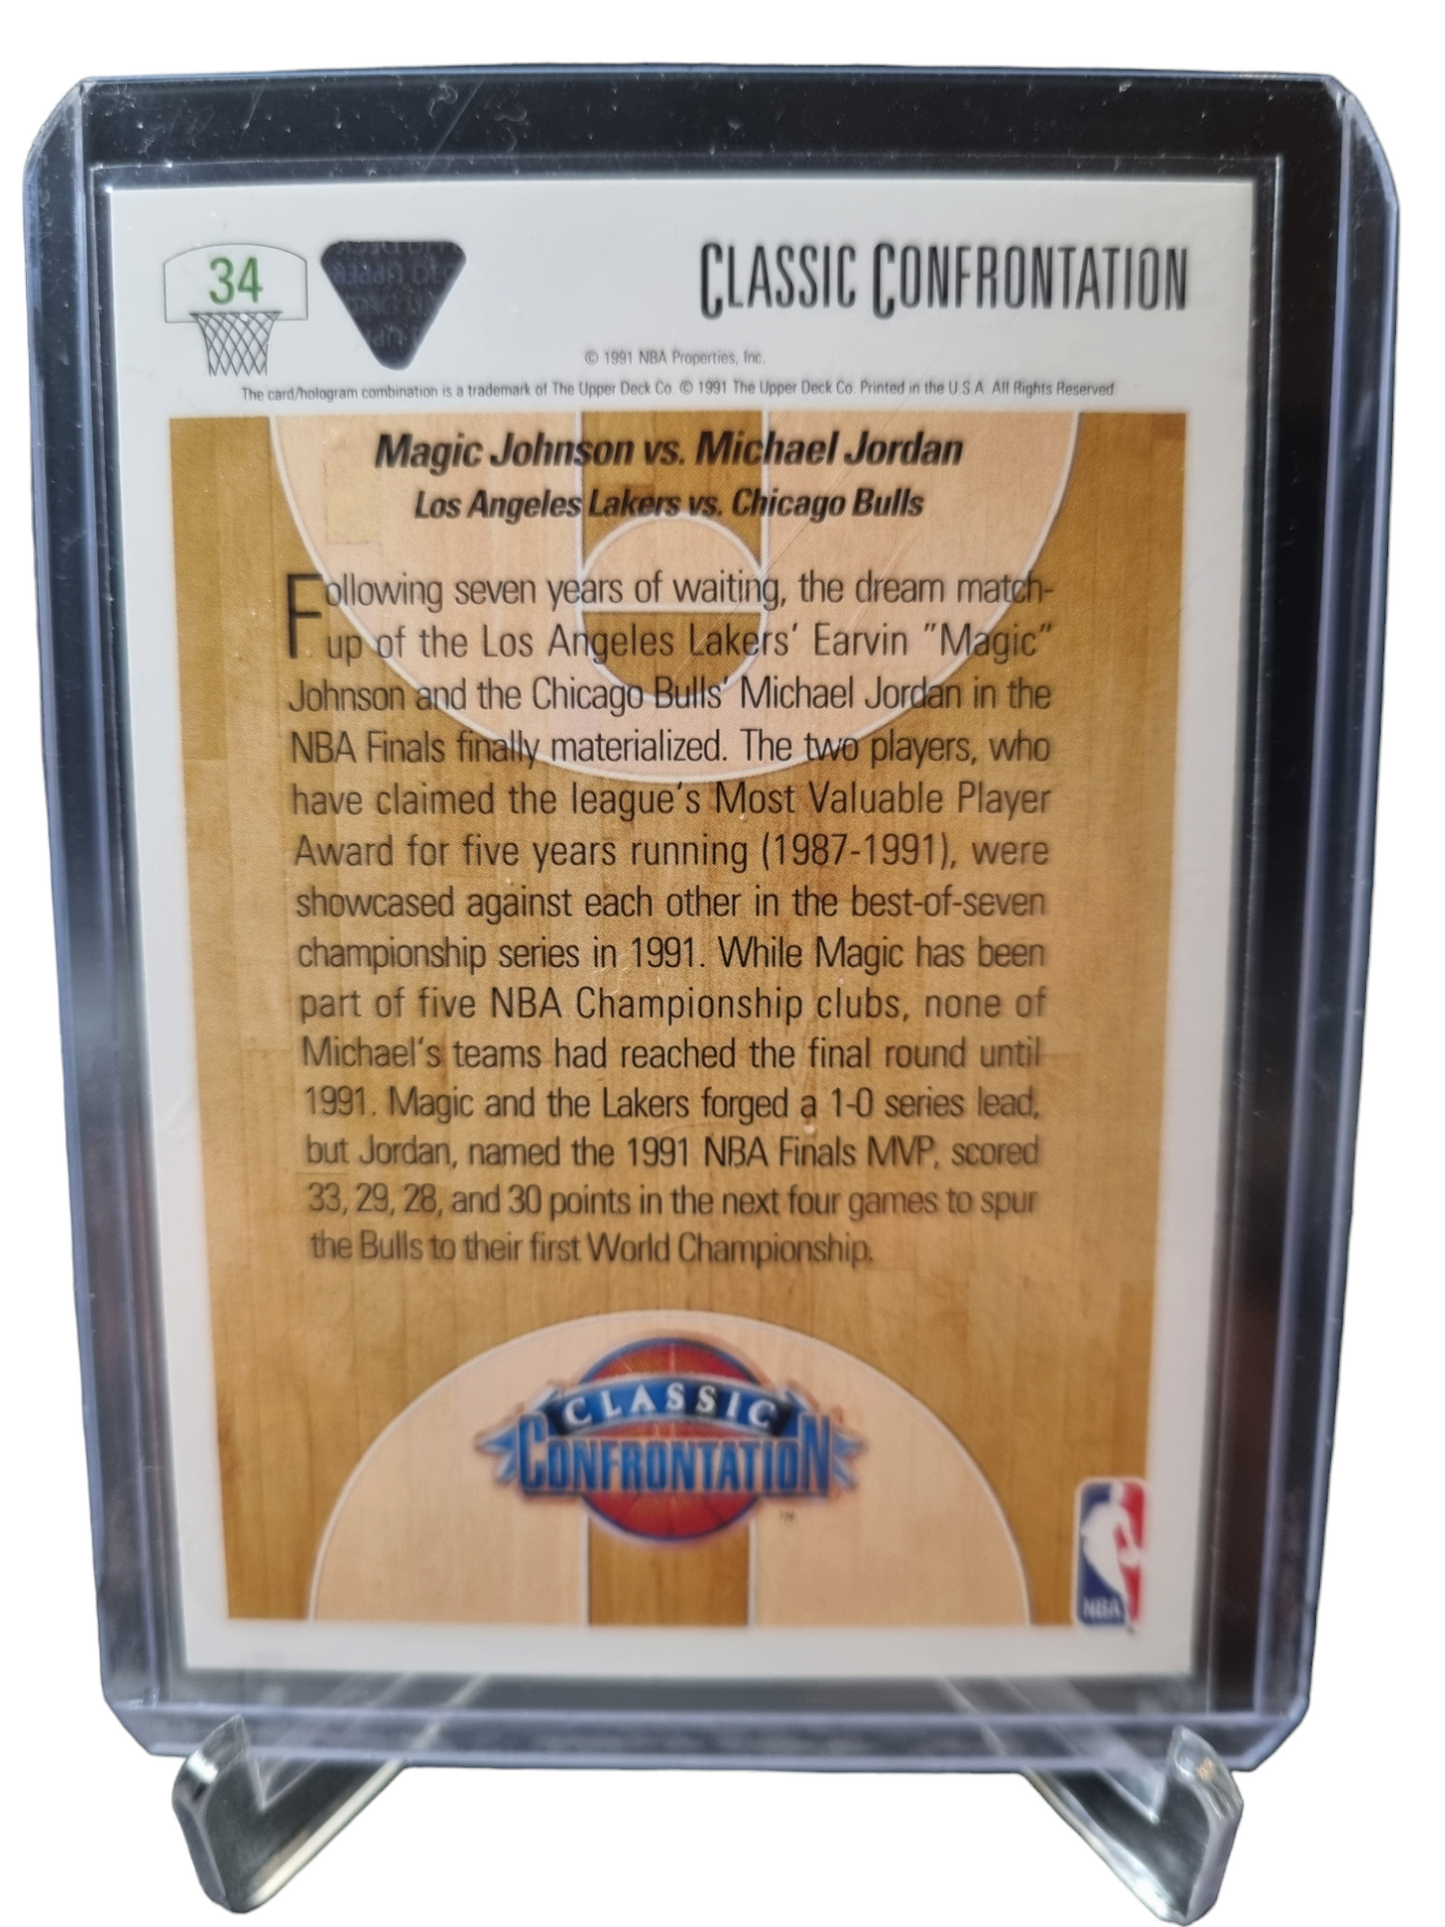 34
CLASSIC CONFRONTATION
© 1991 NBA Properties, Inc.
The card/hologram combination is a trademark of The Upper Deck Co © 1991 The Upper Deck Co. Printed in the U.S.A. All Rights Reserved.
Magic Johnson vs. Michael Jordan
Los Angeles Lakers vs. Chicago Bulls
Following seven years of waiting, the dream match-
up of the Los Angeles Lakers' Earvin "Magic"
Johnson and the Chicago Bulls' Michael Jordan in the
NBA Finals finally materialized. The two players, who
have claimed the league's Most Valuable Player
Award for five years running (1987-1991), were
showcased against each other in the best-of-seven
championship series in 1991. While Magic has been
part of five NBA Championship clubs, none of
Michael's teams had reached the final round until
1991. Magic and the Lakers forged a 1-0 series lead,
but Jordan, named the 1991 NBA Finals MVP, scored
33, 29, 28, and 30 points in the next four games to spur
the Bulls to their first World Championship.
CLASSIC
CONFRONTATION
TM
NBA